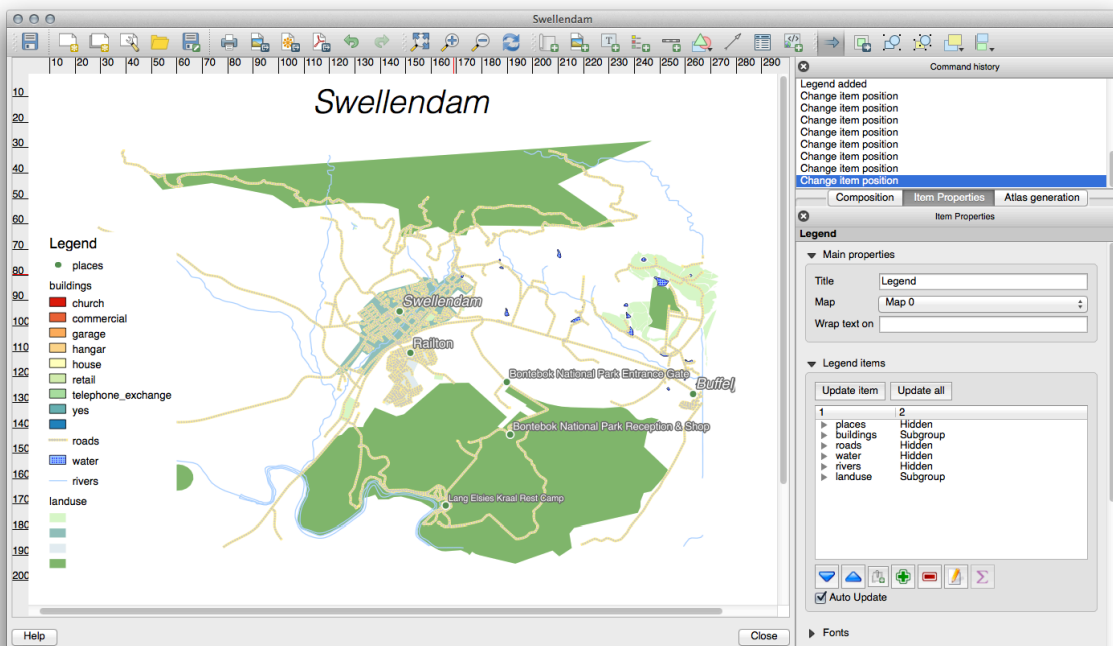 Swellendam
10 20 30 40 50 60 70 80 90 100 110 120 130 140 150 160 170 180 190 200 210 220 230 240 250 260 270 280 290
10
20
30
40
50
60
70
80
90
100
110
120
130
140
150
160
170
180
190
200
Swellendam
Legend
places
buildings
church
commercial
garage
hangar
house
retail
telephone_exchange
yes
roads
water
rivers
landuse
Swellendam
Railton
Bontebok National Park Entrance Gate
Buffelj
Bontebok National Park Reception & Shop
Lang Elsies Kraal Rest Camp
Help
Close
Command history
Legend added
Change item position
Change item position
Change item position
Change item position
Change item position
Change item position
Change item position
Change item position
Composition Item Properties Atlas generation
Item Properties
Legend
Main properties
Title Legend
Map Map 0
Wrap text on
Legend items
Update item Update all
1 2
places Hidden
buildings Subgroup
roads Hidden
water Hidden
rivers Hidden
landuse Subgroup
Auto Update
Fonts